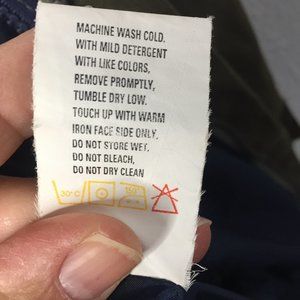 MACHINE WASH COLD.
WITH MILD DETERGENT
WITH LIKE COLORS,
REMOVE PROMPTLY,
TUMBLE DRY LOW.
TOUCH UP WITH WARM
IRON FACE SIDE ONLY,
DO NOT STORE WET,
DO NOT BLEACH,
DO NOT DRY CLEAN
30°C